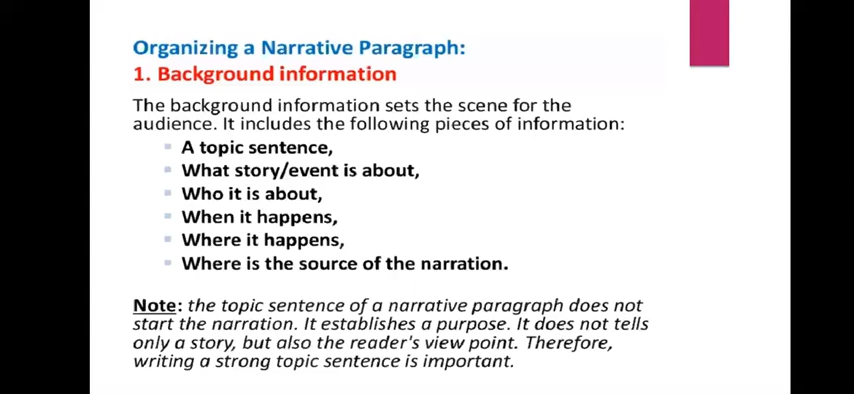 Organizing a Narrative Paragraph:
1. Background information
The background information sets the scene for the
audience. It includes the following pieces of information:
A topic sentence,
What story/event is about,
Who it is about,
When it happens,
Where it happens,
Where is the source of the narration.
Note: the topic sentence of a narrative paragraph does not
start the narration. It establishes a purpose. It does not tells
only a story, but also the reader's view point. Therefore,
writing a strong topic sentence is important.